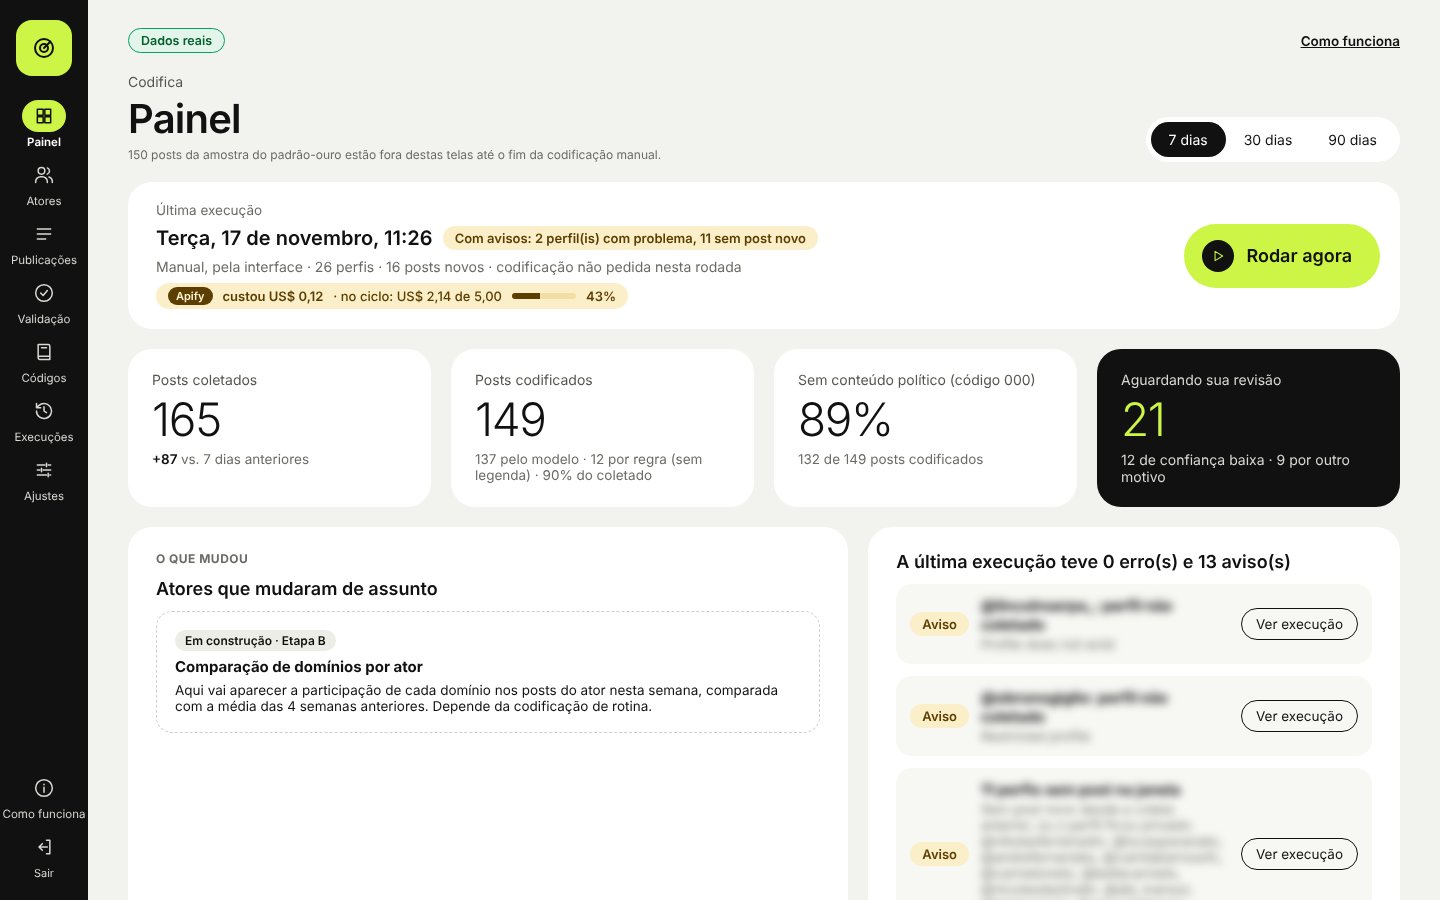 Dados reais
Como funciona
Codifica
Painel
150 posts da amostra do padrão-ouro estão fora destas telas até o fim da codificação manual.
7 dias
30 dias
90 dias
Painel
Atores
Publicações
Validação
Códigos
Execuções
Ajustes
Como funciona
Sair
Última execução
Terça, 17 de novembro, 11:26
Com avisos: 2 perfil(is) com problema, 11 sem post novo
Manual, pela interface · 26 perfis · 16 posts novos · codificação não pedida nesta rodada
Apify custou US$ 0,12 · no ciclo: US$ 2,14 de 5,00 43%
Rodar agora
Posts coletados
165
+87 vs. 7 dias anteriores
Posts codificados
149
137 pelo modelo · 12 por regra (sem
legenda) · 90% do coletado
Sem conteúdo político (código 000)
89%
132 de 149 posts codificados
Aguardando sua revisão
21
12 de confiança baixa · 9 por outro
motivo
O QUE MUDOU
Atores que mudaram de assunto
Em construção · Etapa B
Comparação de domínios por ator
Aqui vai aparecer a participação de cada domínio nos posts do ator nesta semana, comparada
com a média das 4 semanas anteriores. Depende da codificação de rotina.
A última execução teve 0 erro(s) e 13 aviso(s)
Aviso
Ver execução
Aviso
Ver execução
Aviso
Ver execução